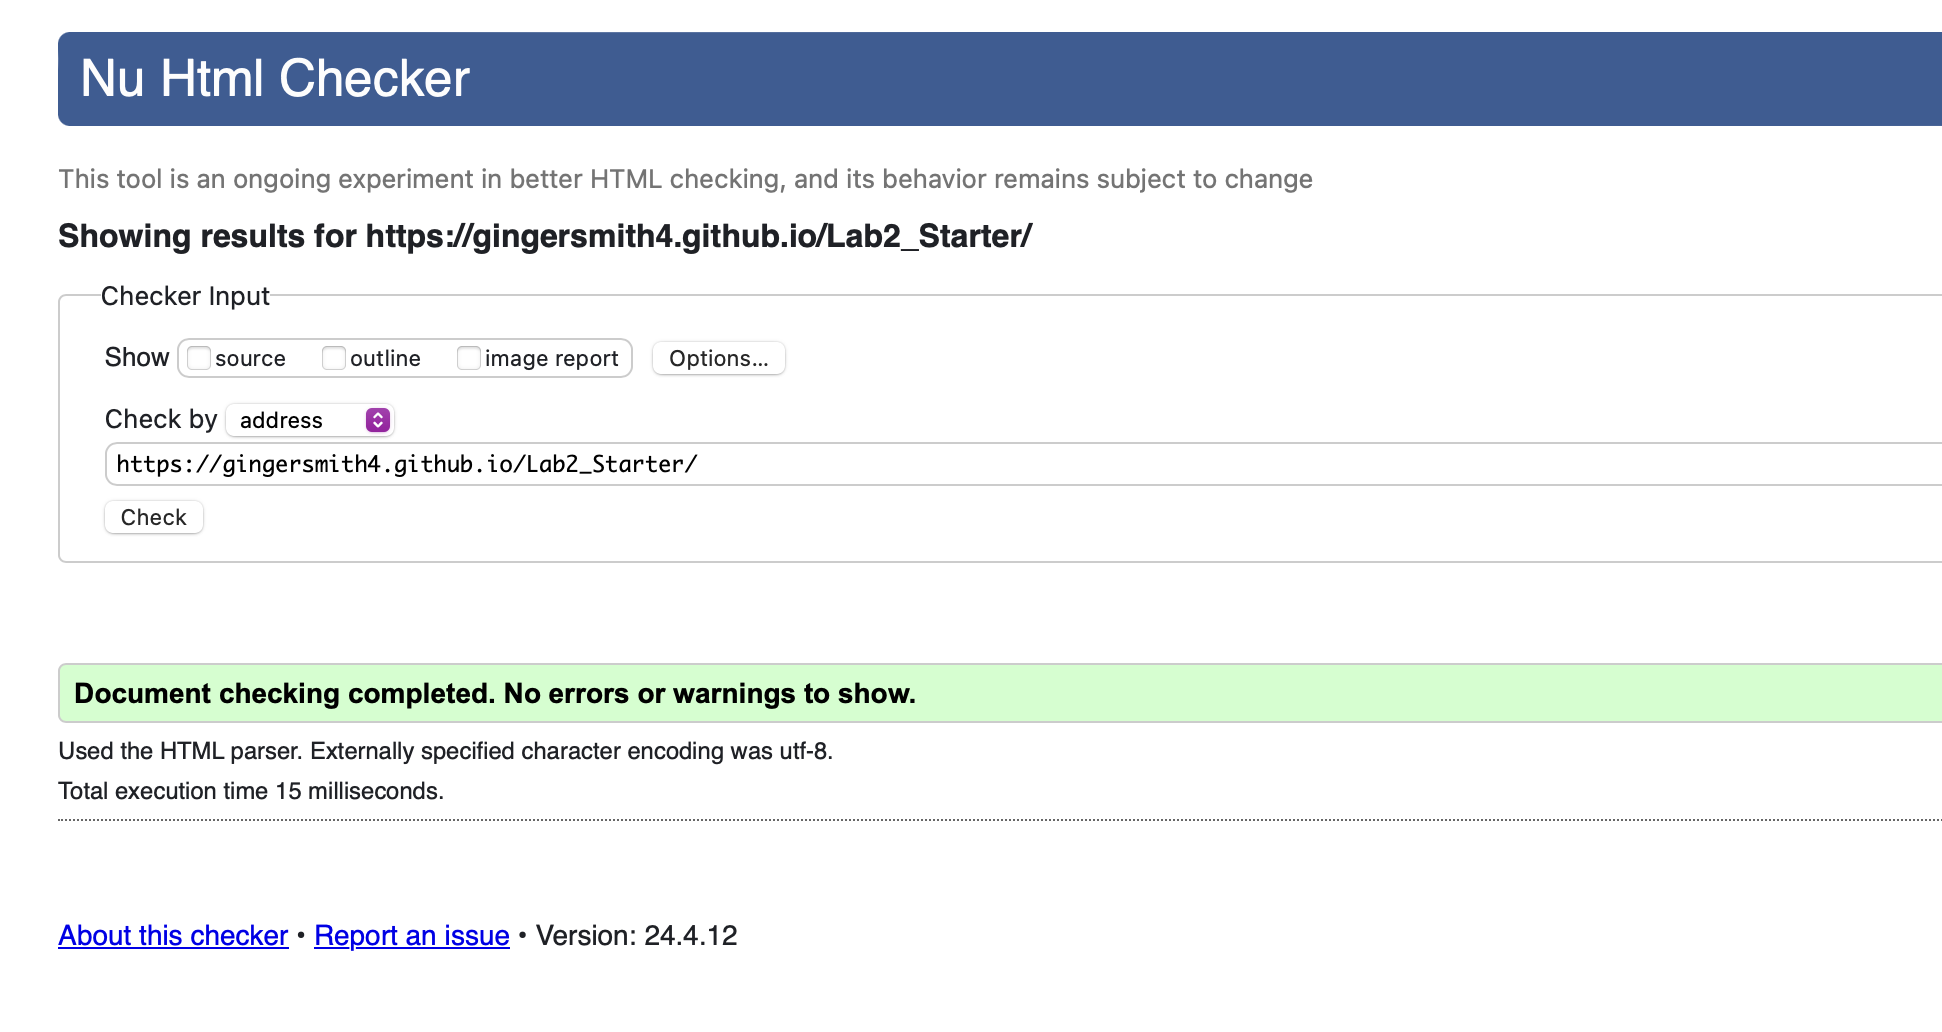 Nu Html Checker
This tool is an ongoing experiment in better HTML checking, and its behavior remains subject to change
Showing results for https://gingersmith4.github.io/Lab2_Starter/
Checker Input
Show source outline image report Options...
Check by address
https://gingersmith4.github.io/Lab2_Starter/
Check
Document checking completed. No errors or warnings to show.
Used the HTML parser. Externally specified character encoding was utf-8.
Total execution time 15 milliseconds.
About this checker • Report an issue • Version: 24.4.12